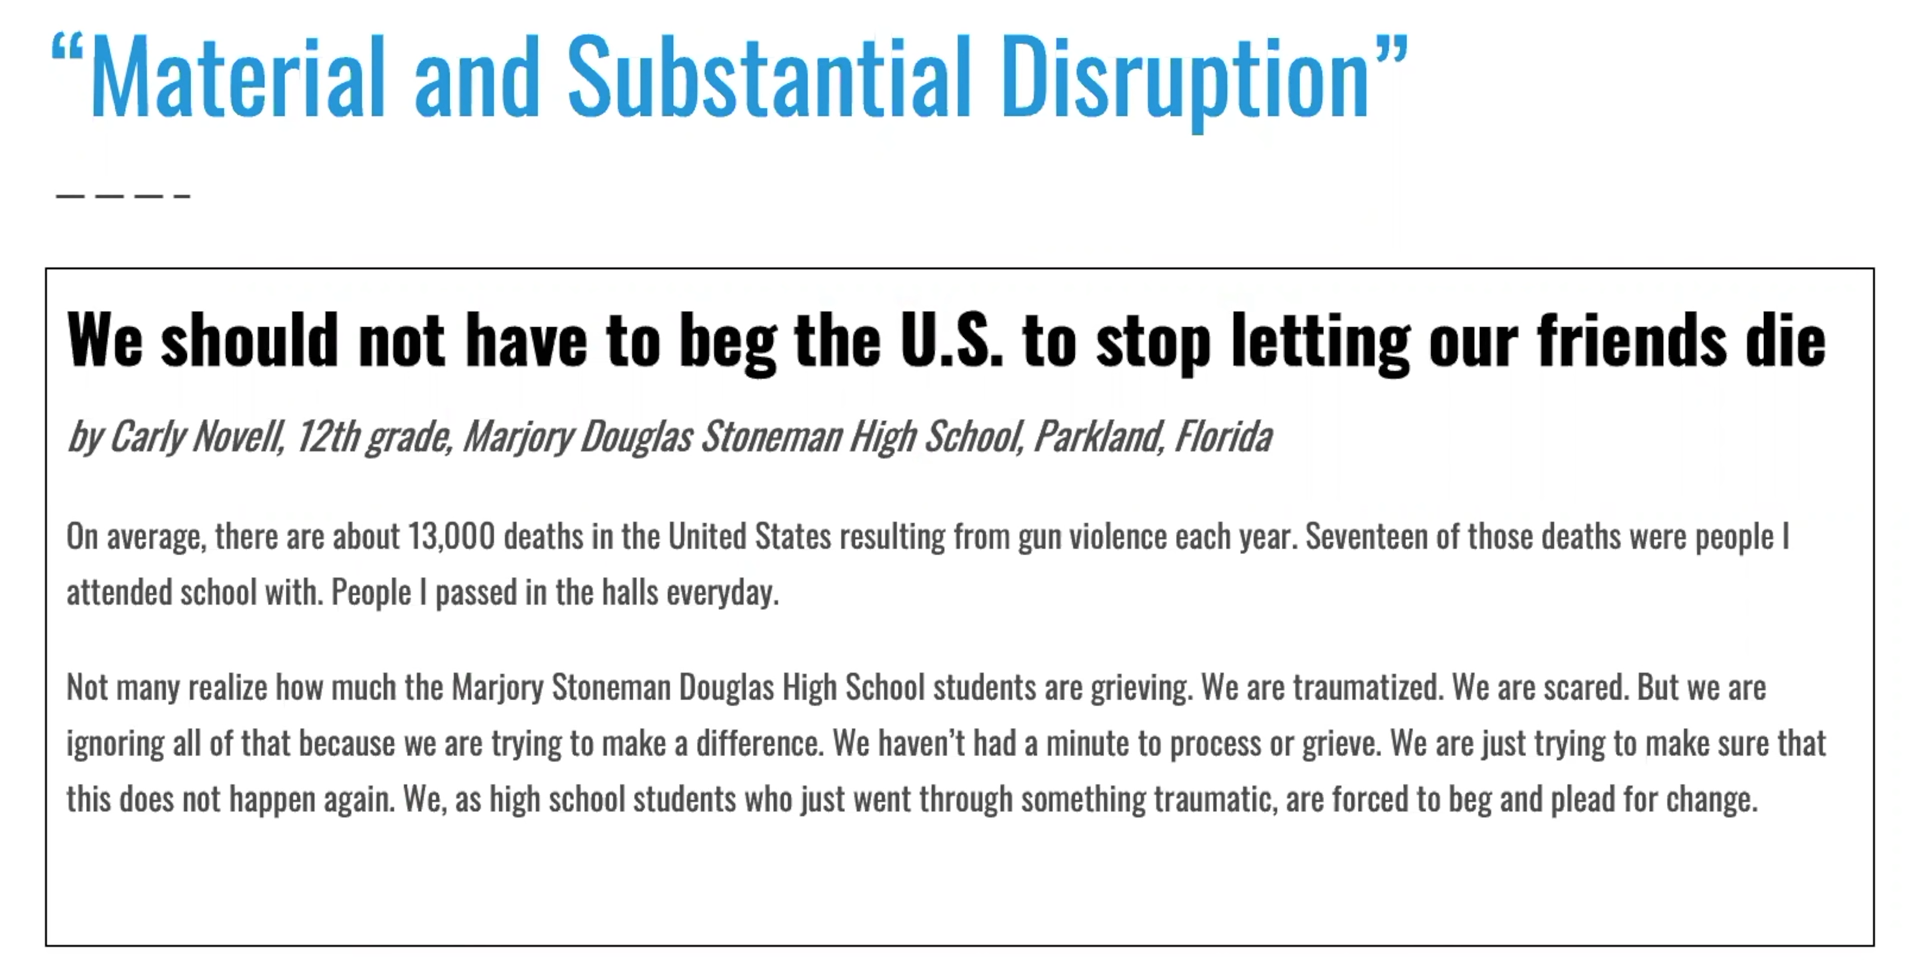 “Material and Substantial Disruption”
We should not have to beg the U.S. to stop letting our friends die
by Carly Novell, 12th grade, Marjory Douglas Stoneman High School, Parkland, Florida
On average, there are about 13,000 deaths in the United States resulting from gun violence each year. Seventeen of those deaths were people I
attended school with. People I passed in the halls everyday.
Not many realize how much the Marjory Stoneman Douglas High School students are grieving. We are traumatized. We are scared. But we are
ignoring all of that because we are trying to make a difference. We haven’t had a minute to process or grieve. We are just trying to make sure that
this does not happen again. We, as high school students who just went through something traumatic, are forced to beg and plead for change.